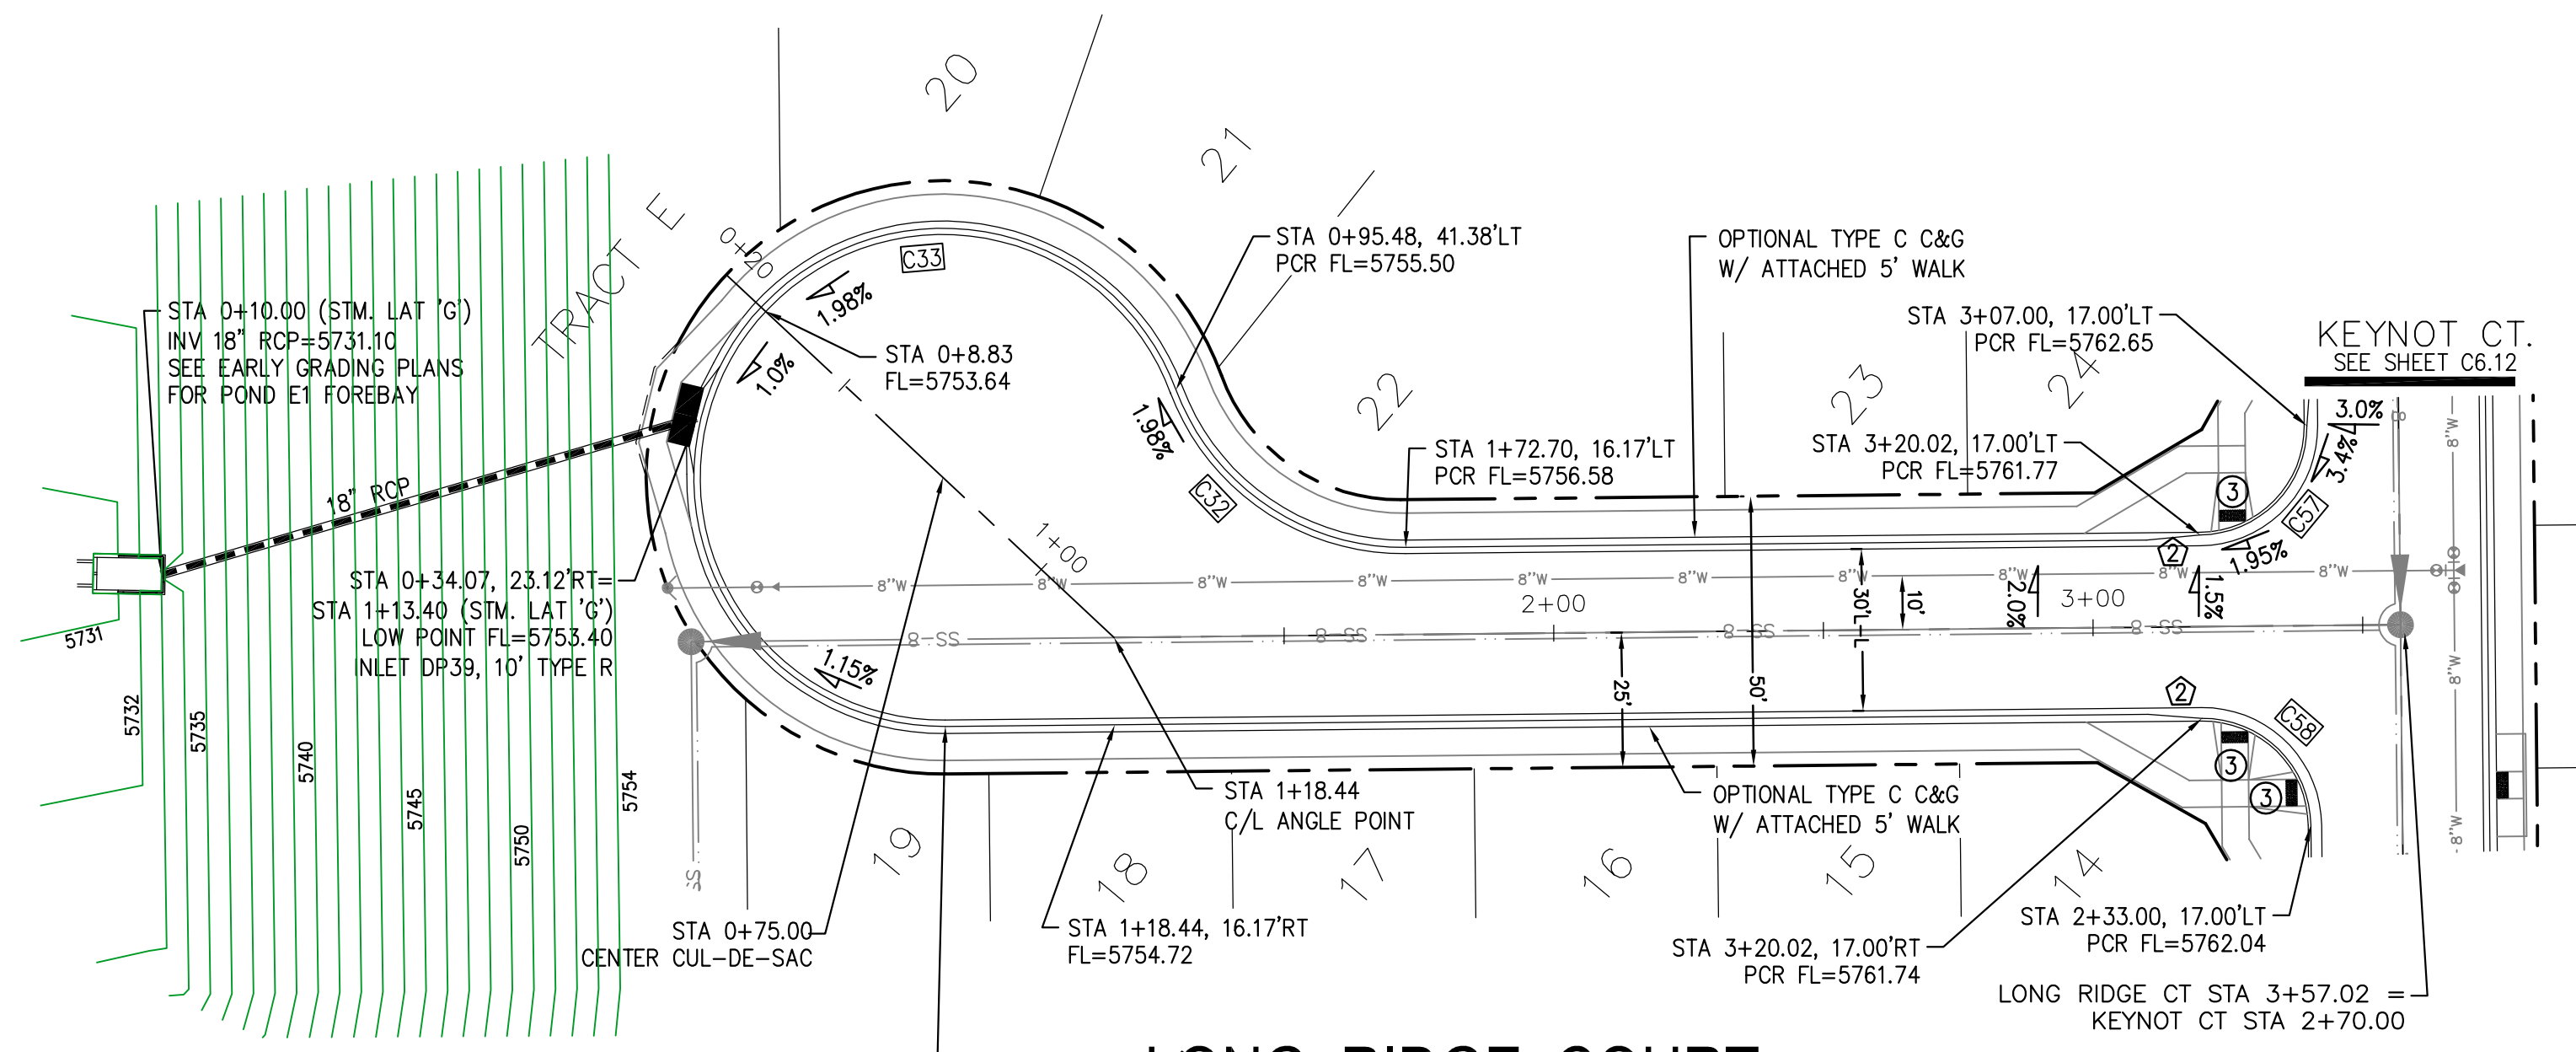 20
21
TRACT E
0+20
C33
STA 0+95.48, 41.38'LT
PCR FL=5755.50
OPTIONAL TYPE C C&G
W/ ATTACHED 5' WALK
STA 3+07.00, 17.00'LT
PCR FL=5762.65
KEYNOT CT.
SEE SHEET C6.12
STA 0+10.00 (STM. LAT 'G')
INV 18" RCP=5731.10
SEE EARLY GRADING PLANS
FOR POND E1 FOREBAY
1.98%
1.0%
STA 0+8.83
FL=5753.64
22
23
24
3.0%
3.4%
8"W
1.98%
C32
STA 1+72.70, 16.17'LT
PCR FL=5756.58
STA 3+20.02, 17.00'LT
PCR FL=5761.77
3
C57
2
1.95%
18" RCP
1+00
STA 0+34.07, 23.12'RT=
STA 1+13.40 (STM. LAT 'G')
LOW POINT FL=5753.40
INLET DP39, 10' TYPE R
8"W
8"W
8"W
8"W
8"W
8"W
8"W
8"W
8"W
8"W
2+00
30'L-L
10'
2.0%
3+00
1.5%
8-SS
8-SS
8-SS
8-SS
25'
50'
8"W
8"W
1.15%
2
C58
3
3
5731
5732
5735
5740
5745
5750
5754
STA 1+18.44
C/L ANGLE POINT
OPTIONAL TYPE C C&G
W/ ATTACHED 5' WALK
19
18
17
16
15
14
SS
STA 0+75.00
CENTER CUL-DE-SAC
STA 1+18.44, 16.17'RT
FL=5754.72
STA 3+20.02, 17.00'RT
PCR FL=5761.74
STA 2+33.00, 17.00'LT
PCR FL=5762.04
LONG RIDGE CT STA 3+57.02 =
KEYNOT CT STA 2+70.00
LONG RIDGE COURT